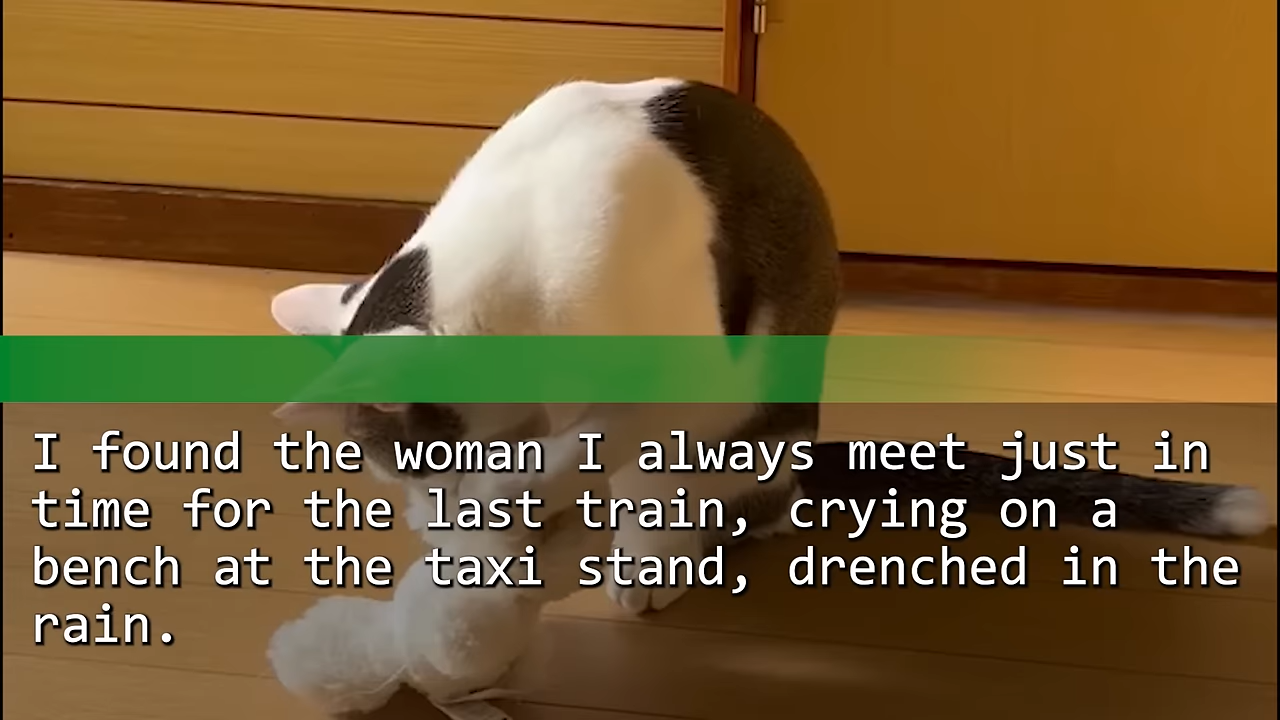 I found the woman I always meet just in
time for the last train, crying on a
bench at the taxi stand, drenched in the
rain.